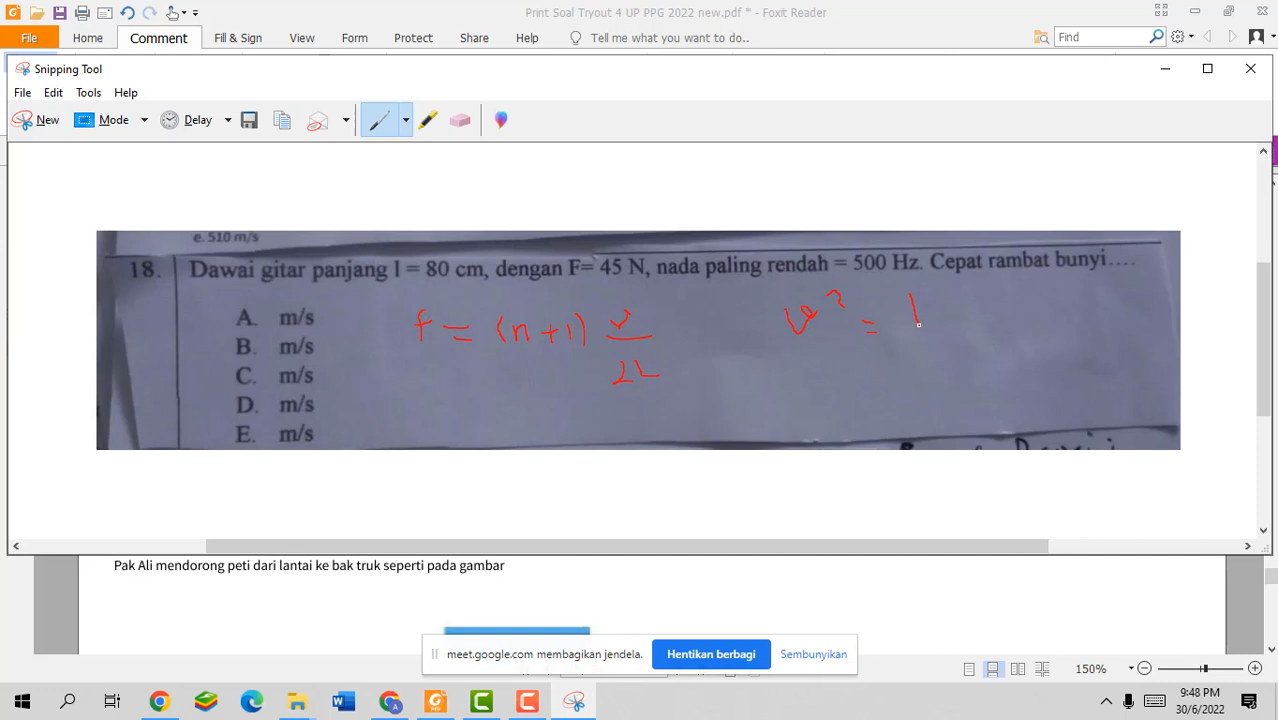 Print Soal Tryout 4 UP PPG 2022 new.pdf * - Foxit Reader
File Home Comment Fill & Sign View Form Protect Share Help Tell me what you want to do.. Find
Snipping Tool
File Edit Tools Help
New Mode Delay
e. 510 m/s
18. Dawai gitar panjang l = 80 cm, dengan F= 45 N, nada paling rendah = 500 Hz. Cepat rambat bunyi....
A. m/s
B. m/s
C. m/s
D. m/s
E. m/s
f = (n+1) v
2L
v² =
Pak Ali mendorong peti dari lantai ke bak truk seperti pada gambar
meet.google.com membagikan jendela. Hentikan berbagi Sembunyikan
150%
9:48 PM
30/6/2022